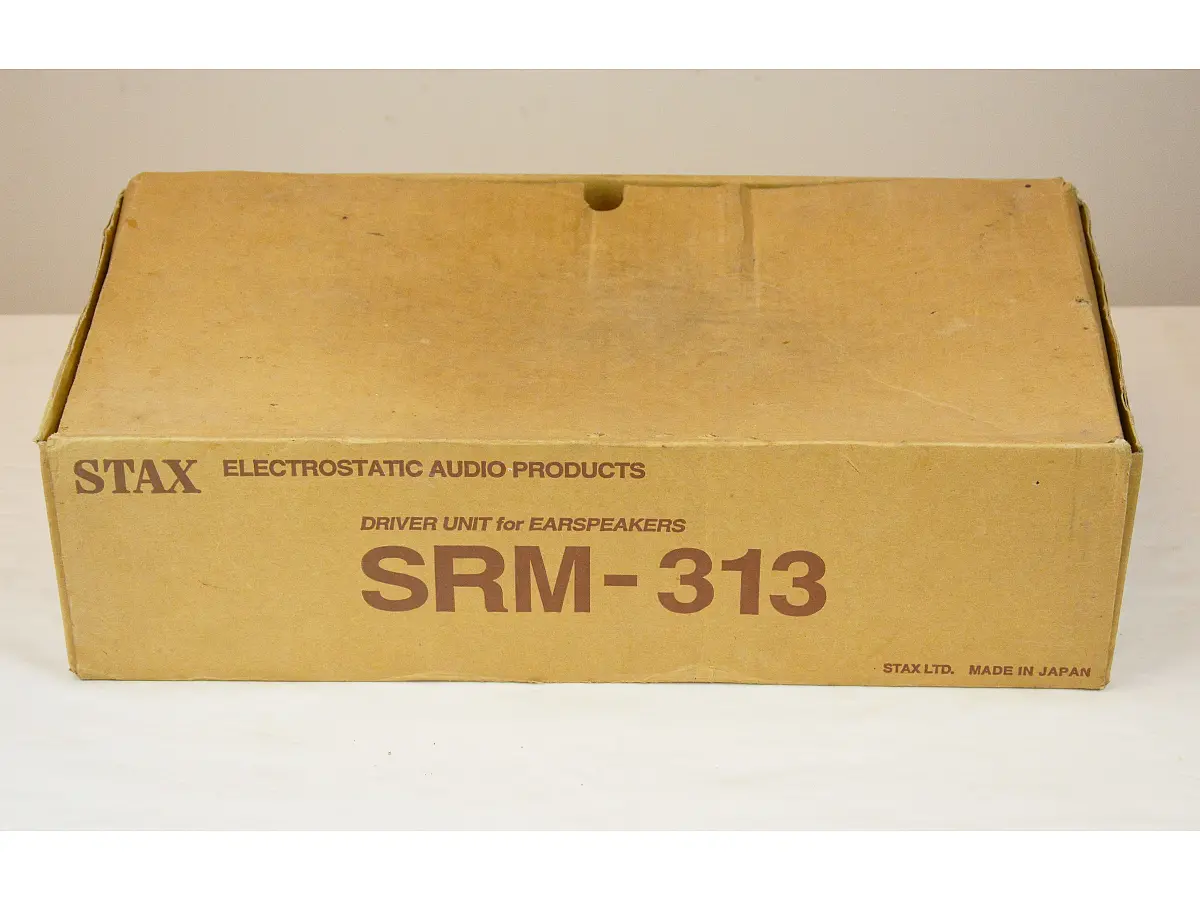 STAX ELECTROSTATIC AUDIO PRODUCTS
DRIVER UNIT for EARSPEAKERS
SRM-313
STAX LTD. MADE IN JAPAN